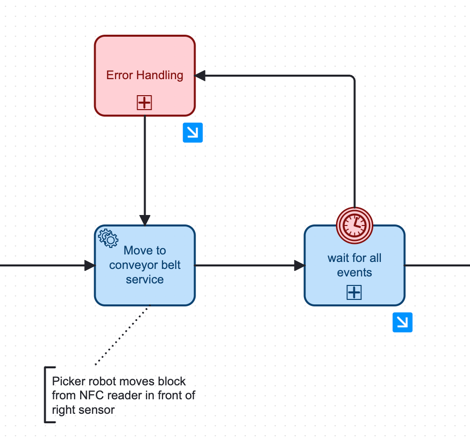 Error Handling
Move to
conveyor belt
service
wait for all
events
Picker robot moves block
from NFC reader in front of
right sensor